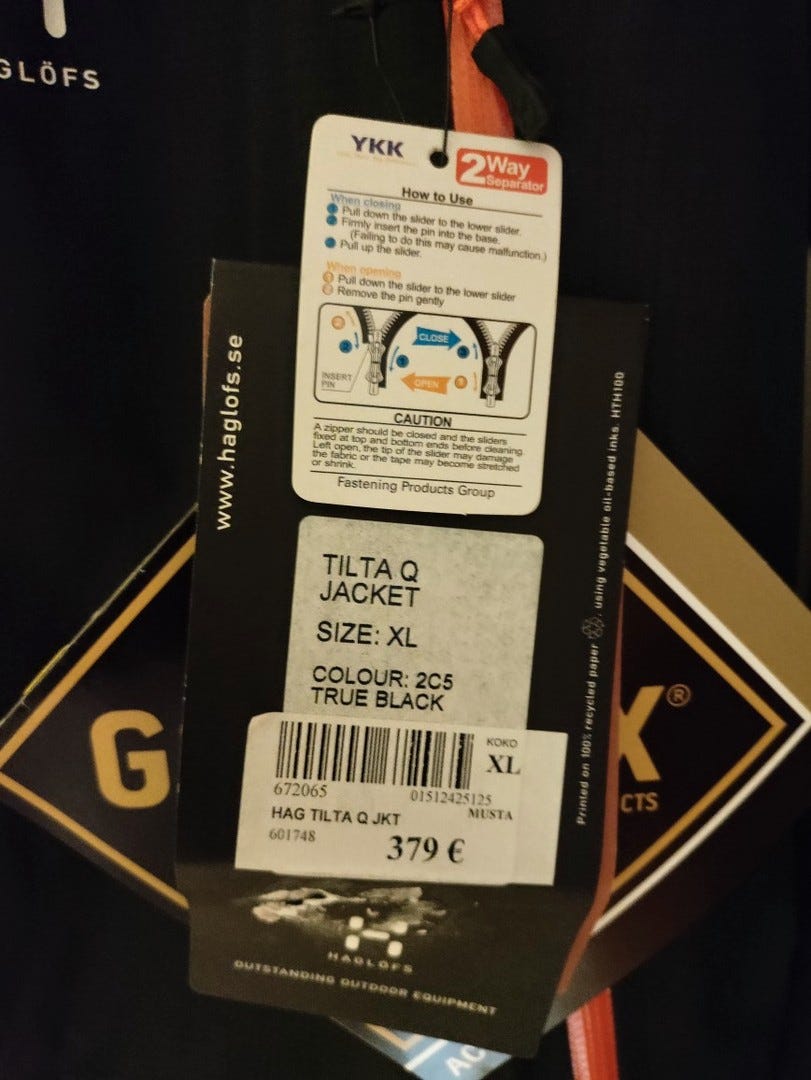 GLÖFS
YKK
2Way
Separator
How to Use
When closing
1 Pull down the slider to the lower slider.
2 Firmly insert the pin into the base.
(Failing to do this may cause malfunction.)
3 Pull up the slider.
When opening
1 Pull down the slider to the lower slider
2 Remove the pin gently
CLOSE
OPEN
INSERT
PIN
CAUTION
A zipper should be closed and the sliders
fixed at top and bottom ends before cleaning.
Left open, the tip of the slider may damage
the fabric or the tape may become stretched
or shrink.
Fastening Products Group
www.haglofs.se
TILTA Q
JACKET
SIZE: XL
COLOUR: 2C5
TRUE BLACK
KOKO
XL
672065
01512425125
HAG TILTA Q JKT
MUSTA
601748
379 €
HAGLÖFS
OUTSTANDING OUTDOOR EQUIPMENT
Printed on 100% recycled paper, using vegetable oil-based inks. HTH100
G
X®
CTS
AC